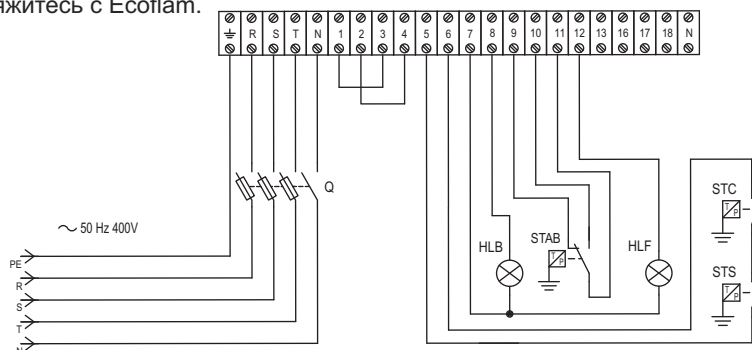 яжитесь с Ecoflam.
R S T N 1 2 3 4 5 6 7 8 9 10 11 12 13 16 17 18 N
Q
STC
T P
～ 50 Hz 400V
HLB
STAB
T P
HLF
PE
STS
T P
R
S
T
N